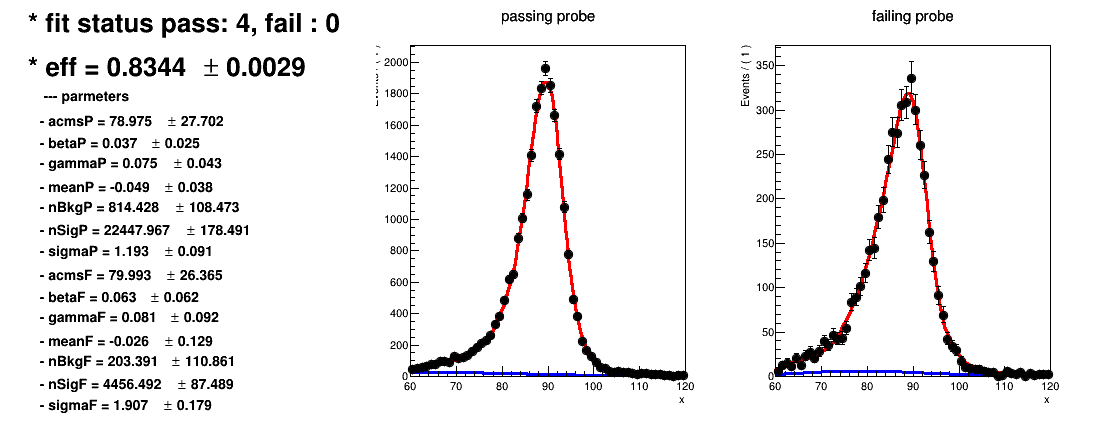 * fit status pass: 4, fail : 0
* eff = 0.8344 ± 0.0029
--- parmeters
- acmsP = 78.975 ± 27.702
- betaP = 0.037 ± 0.025
- gammaP = 0.075 ± 0.043
- meanP = -0.049 ± 0.038
- nBkgP = 814.428 ± 108.473
- nSigP = 22447.967 ± 178.491
- sigmaP = 1.193 ± 0.091
- acmsF = 79.993 ± 26.365
- betaF = 0.063 ± 0.062
- gammaF = 0.081 ± 0.092
- meanF = -0.026 ± 0.129
- nBkgF = 203.391 ± 110.861
- nSigF = 4456.492 ± 87.489
- sigmaF = 1.907 ± 0.179
passing probe
2000
1800
1600
1400
1200
1000
800
600
400
200
0
60 70 80 90 100 110 120
x
failing probe
Events / ( 1 )
350
300
250
200
150
100
50
0
60 70 80 90 100 110 120
x